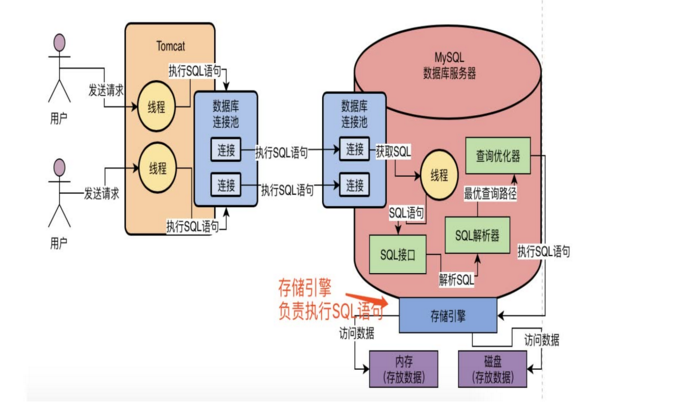 Tomcat
MySQL
数据库服务器
执行SQL语句
发送请求
线程
用户
数据库
连接池
连接
连接
执行SQL语句
执行SQL语句
数据库
连接池
连接
连接
获取SQL
线程
查询优化器
最优查询路径
SQL语句
SQL解析器
SQL接口
解析SQL
执行SQL语句
线程
发送请求
用户
执行SQL语句
存储引擎
负责执行SQL语句
存储引擎
访问数据
访问数据
内存
(存放数据)
磁盘
(存放数据)